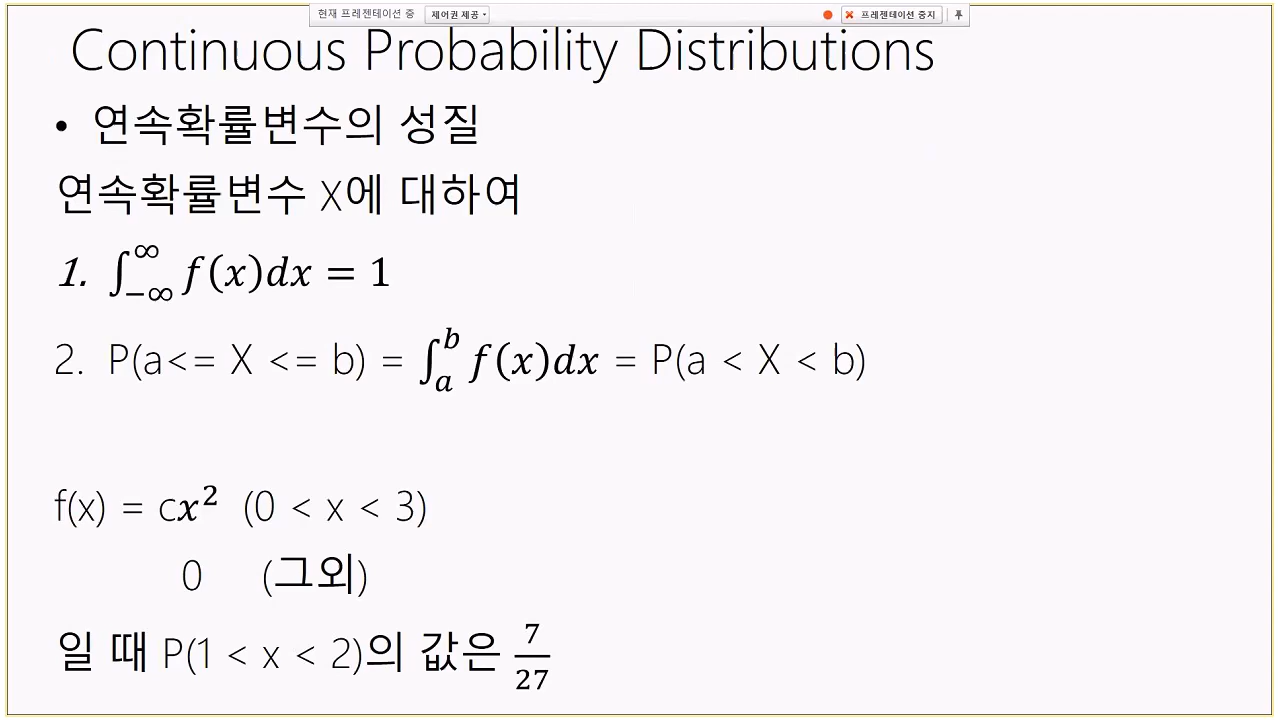 현재 프레젠테이션 중 제어권 제공 프레젠테이션 중지
Continuous Probability Distributions
• 연속확률변수의 성질
연속확률변수 X에 대하여
1. ∫_{-∞}^{∞} f(x)dx = 1
2. P(a<= X <= b) = ∫_{a}^{b} f(x)dx = P(a < X < b)
f(x) = cx² (0 < x < 3)
0 (그외)
일 때 P(1 < x < 2)의 값은 7/27